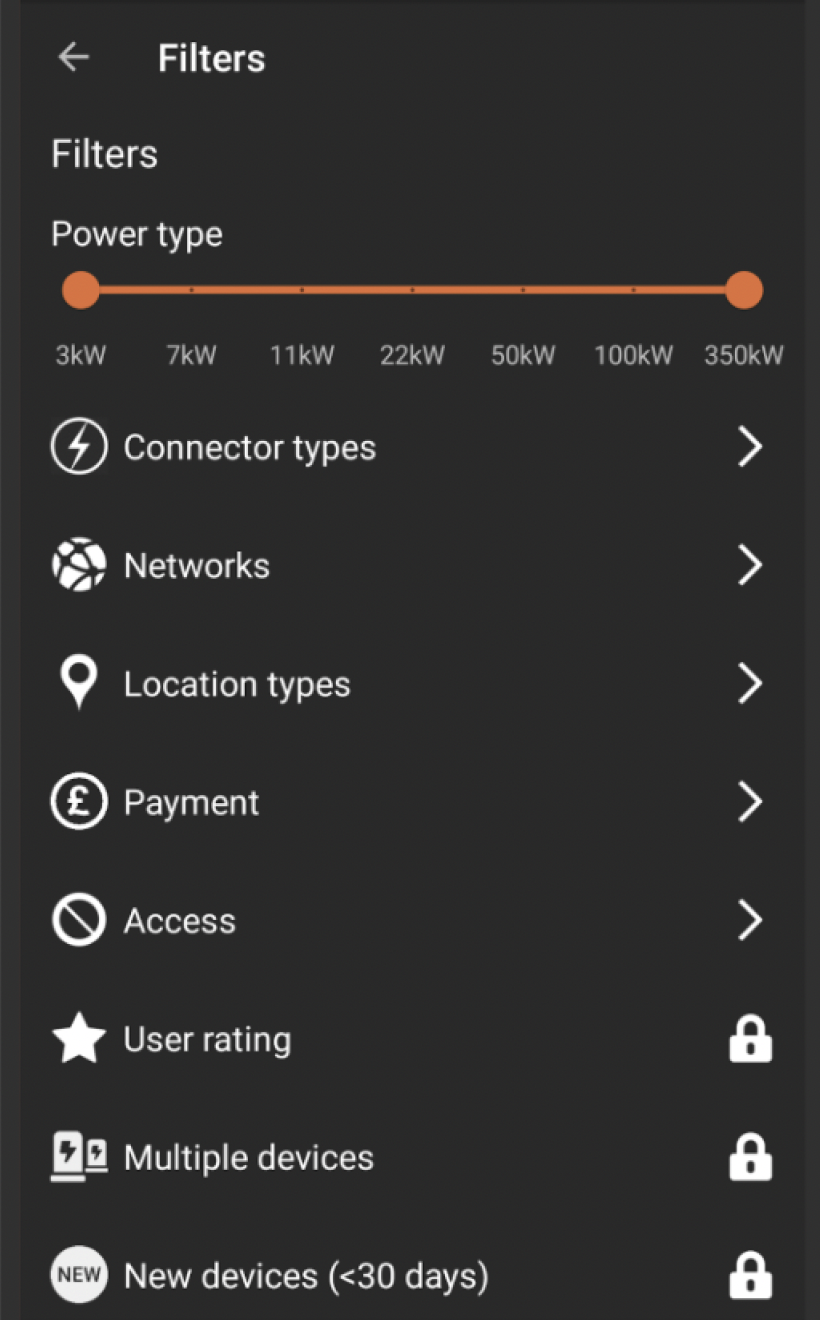 Filters
Filters
Power type
3kW 7kW 11kW 22kW 50kW 100kW 350kW
Connector types
Networks
Location types
£ Payment
Access
User rating
Multiple devices
NEW New devices (<30 days)